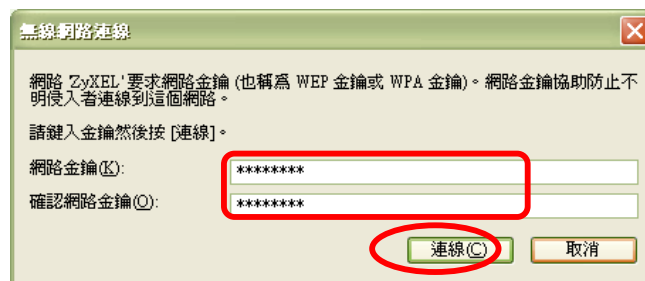 無線網路連線
網路 ZyXEL'要求網路金鑰 (也稱為 WEP 金鑰或 WPA 金鑰)。網路金鑰協助防止不
明侵入者連線到這個網路。
請鍵入金鑰然後按 [連線]。
網路金鑰(K): ********
確認網路金鑰(O): ********
連線(C) 取消